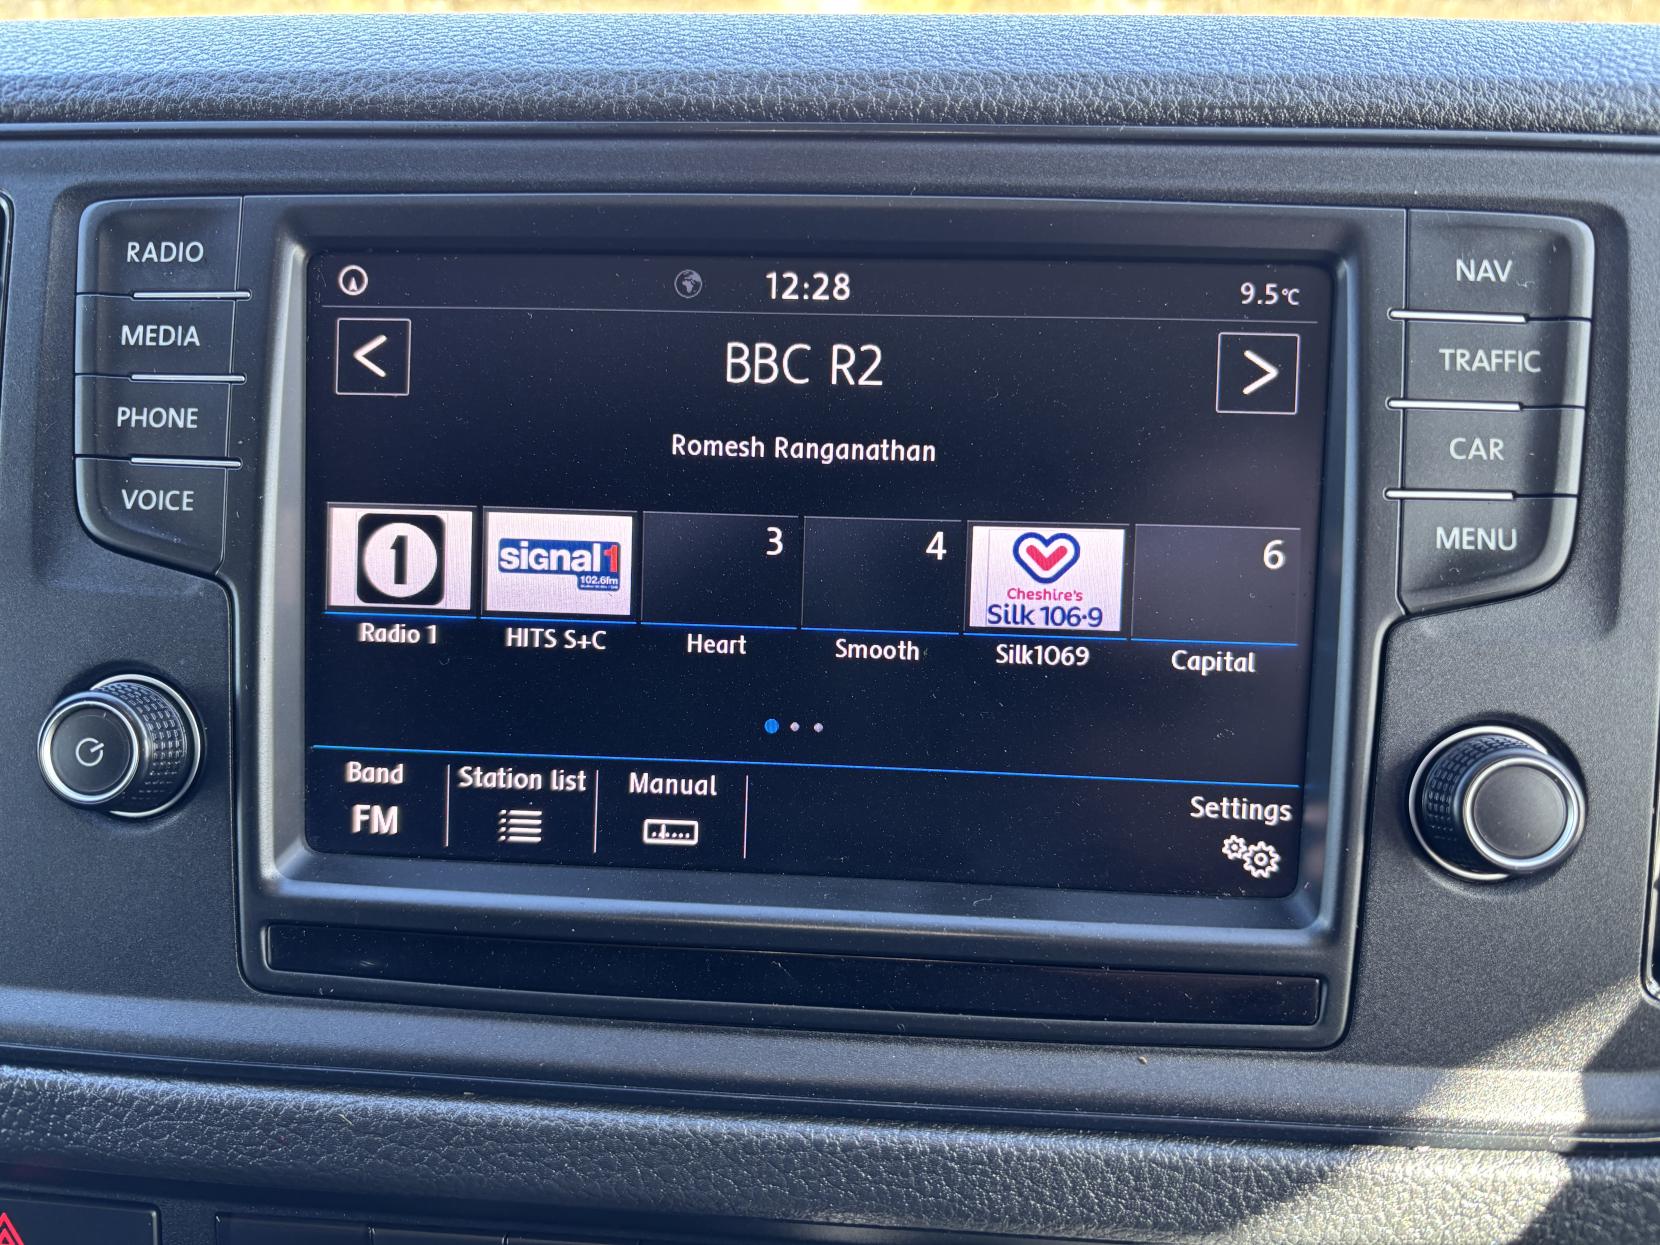 RADIO
MEDIA
PHONE
VOICE
12:28
9.5°C
<
BBC R2
>
Romesh Ranganathan
1
signal1
102.6fm
3
4
Cheshire's
Silk 106·9
6
Radio 1
HITS S+C
Heart
Smooth
Silk1069
Capital
Band
FM
Station list
Manual
Settings
NAV
TRAFFIC
CAR
MENU